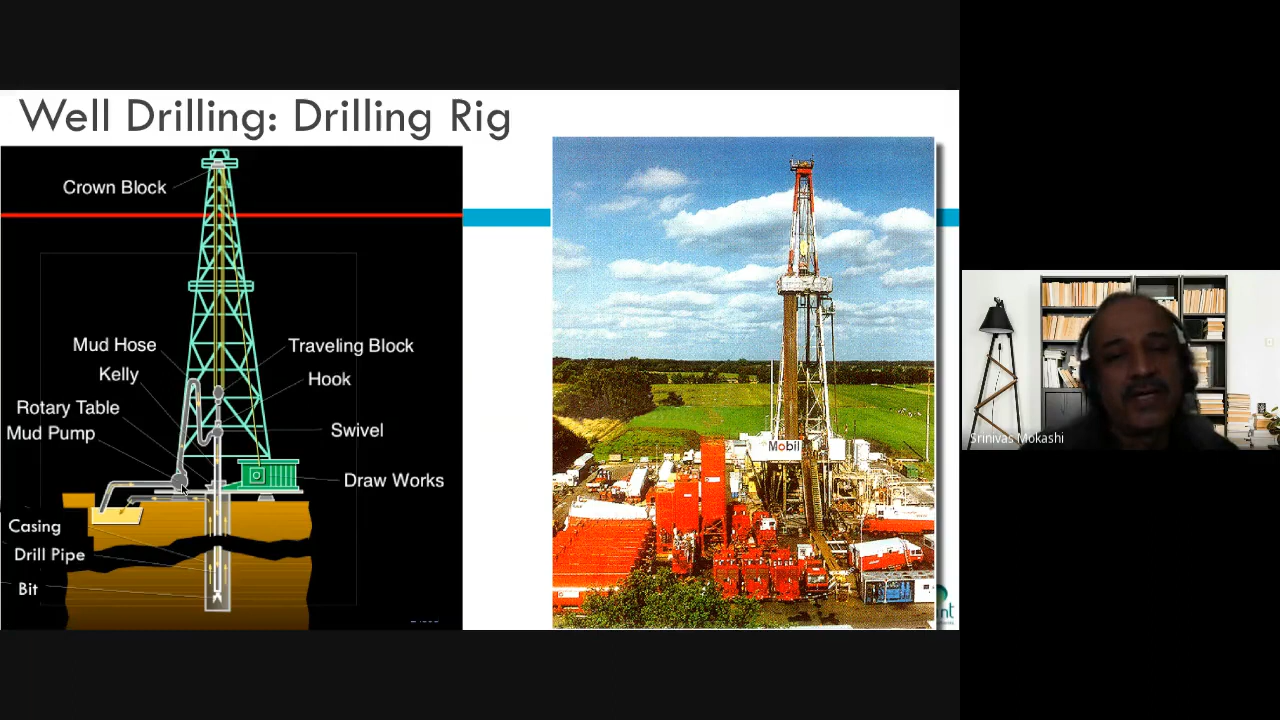 Well Drilling: Drilling Rig
Crown Block
Mud Hose
Traveling Block
Kelly
Hook
Rotary Table
Mud Pump
Swivel
Draw Works
Casing
Drill Pipe
Bit
Mobil
Srinivas Mokashi